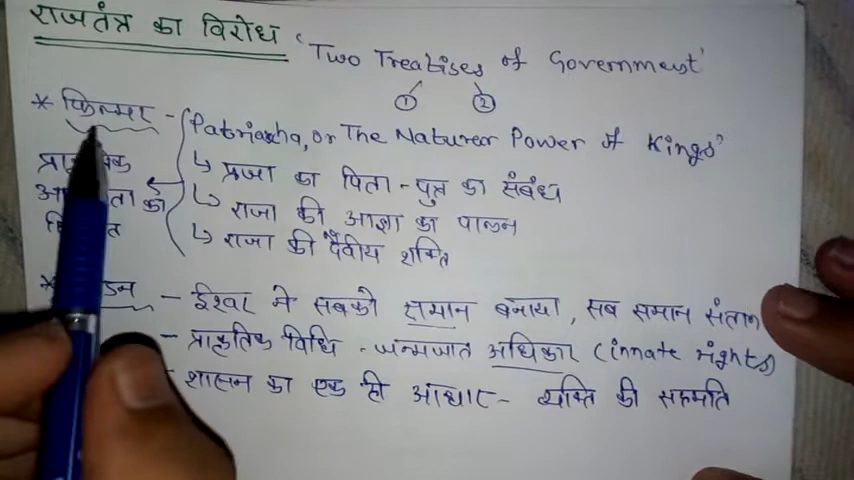 राजतंत्र का विरोध 'Two Treatises of Government'
① ②
* फिल्मर - Patriarcha, or The Naturer Power of Kings'
↳ प्रजा का पिता - पुत्र का संबंध
↳ राजा की आज्ञा का पालन
↳ राजा की दैवीय शक्ति
को
* - ईश्वर ने सबको समान बनाया, सब समान संतान
- प्राकृतिक विधि - जन्मजात अधिकार (innate rights)
- शासन का एक ही आधार - व्यक्ति की सहमति